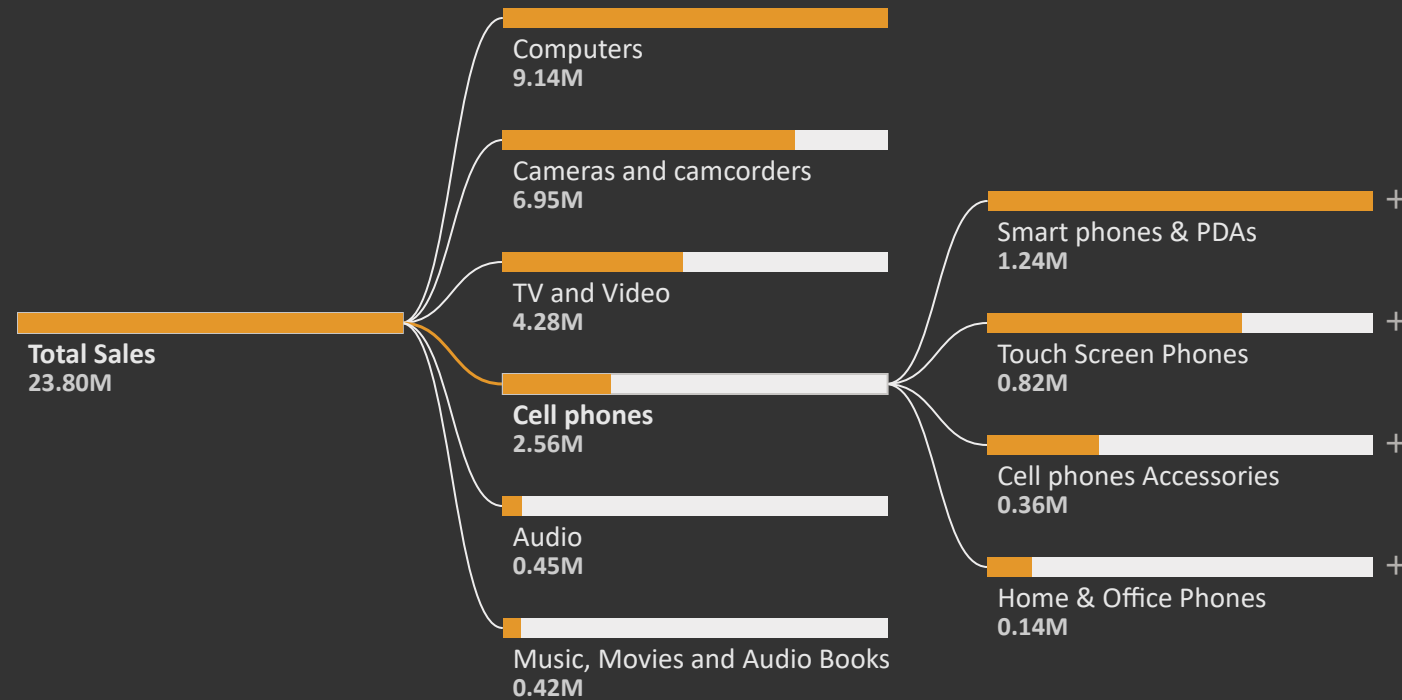 Total Sales
23.80M
Computers
9.14M
Cameras and camcorders
6.95M
TV and Video
4.28M
Cell phones
2.56M
Audio
0.45M
Music, Movies and Audio Books
0.42M
Smart phones & PDAs
1.24M
Touch Screen Phones
0.82M
Cell phones Accessories
0.36M
Home & Office Phones
0.14M